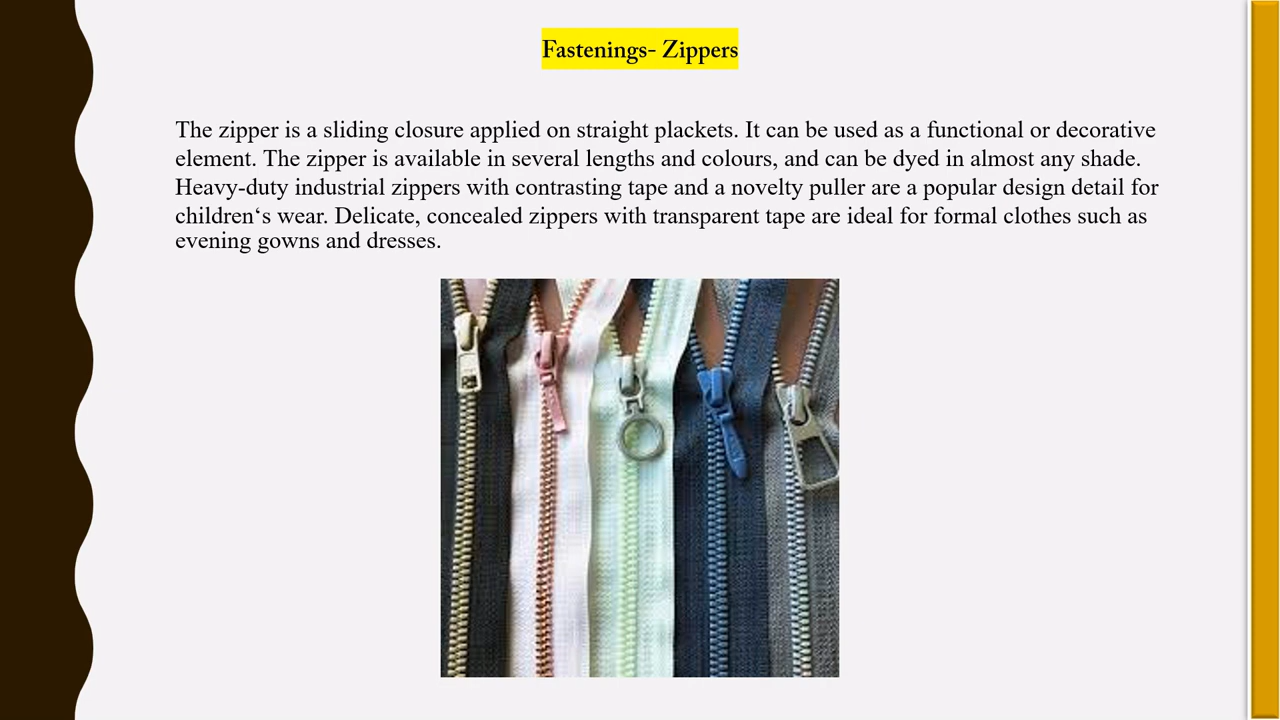 Fastenings- Zippers
The zipper is a sliding closure applied on straight plackets. It can be used as a functional or decorative
element. The zipper is available in several lengths and colours, and can be dyed in almost any shade.
Heavy-duty industrial zippers with contrasting tape and a novelty puller are a popular design detail for
children‘s wear. Delicate, concealed zippers with transparent tape are ideal for formal clothes such as
evening gowns and dresses.